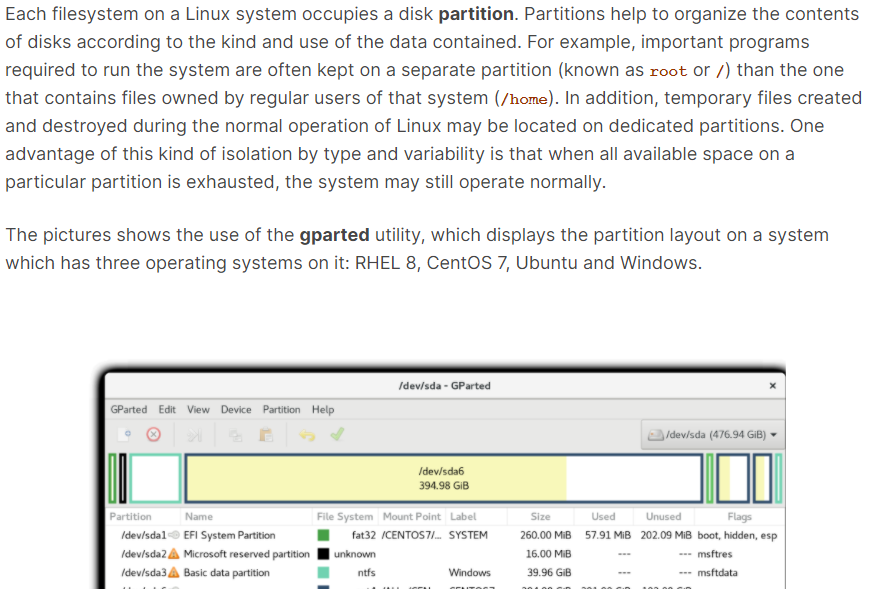 Each filesystem on a Linux system occupies a disk partition. Partitions help to organize the contents
of disks according to the kind and use of the data contained. For example, important programs
required to run the system are often kept on a separate partition (known as root or /) than the one
that contains files owned by regular users of that system (/home). In addition, temporary files created
and destroyed during the normal operation of Linux may be located on dedicated partitions. One
advantage of this kind of isolation by type and variability is that when all available space on a
particular partition is exhausted, the system may still operate normally.
The pictures shows the use of the gparted utility, which displays the partition layout on a system
which has three operating systems on it: RHEL 8, CentOS 7, Ubuntu and Windows.
/dev/sda - GParted
GParted Edit View Device Partition Help
/dev/sda (476.94 GiB)
/dev/sda6
394.98 GiB
Partition Name File System Mount Point Label Size Used Unused Flags
/dev/sda1 EFI System Partition fat32 /CENTOS7/... SYSTEM 260.00 MiB 57.91 MiB 202.09 MiB boot, hidden, esp
/dev/sda2 Microsoft reserved partition unknown 16.00 MiB --- --- msftres
/dev/sda3 Basic data partition ntfs Windows 39.96 GiB --- --- msftdata